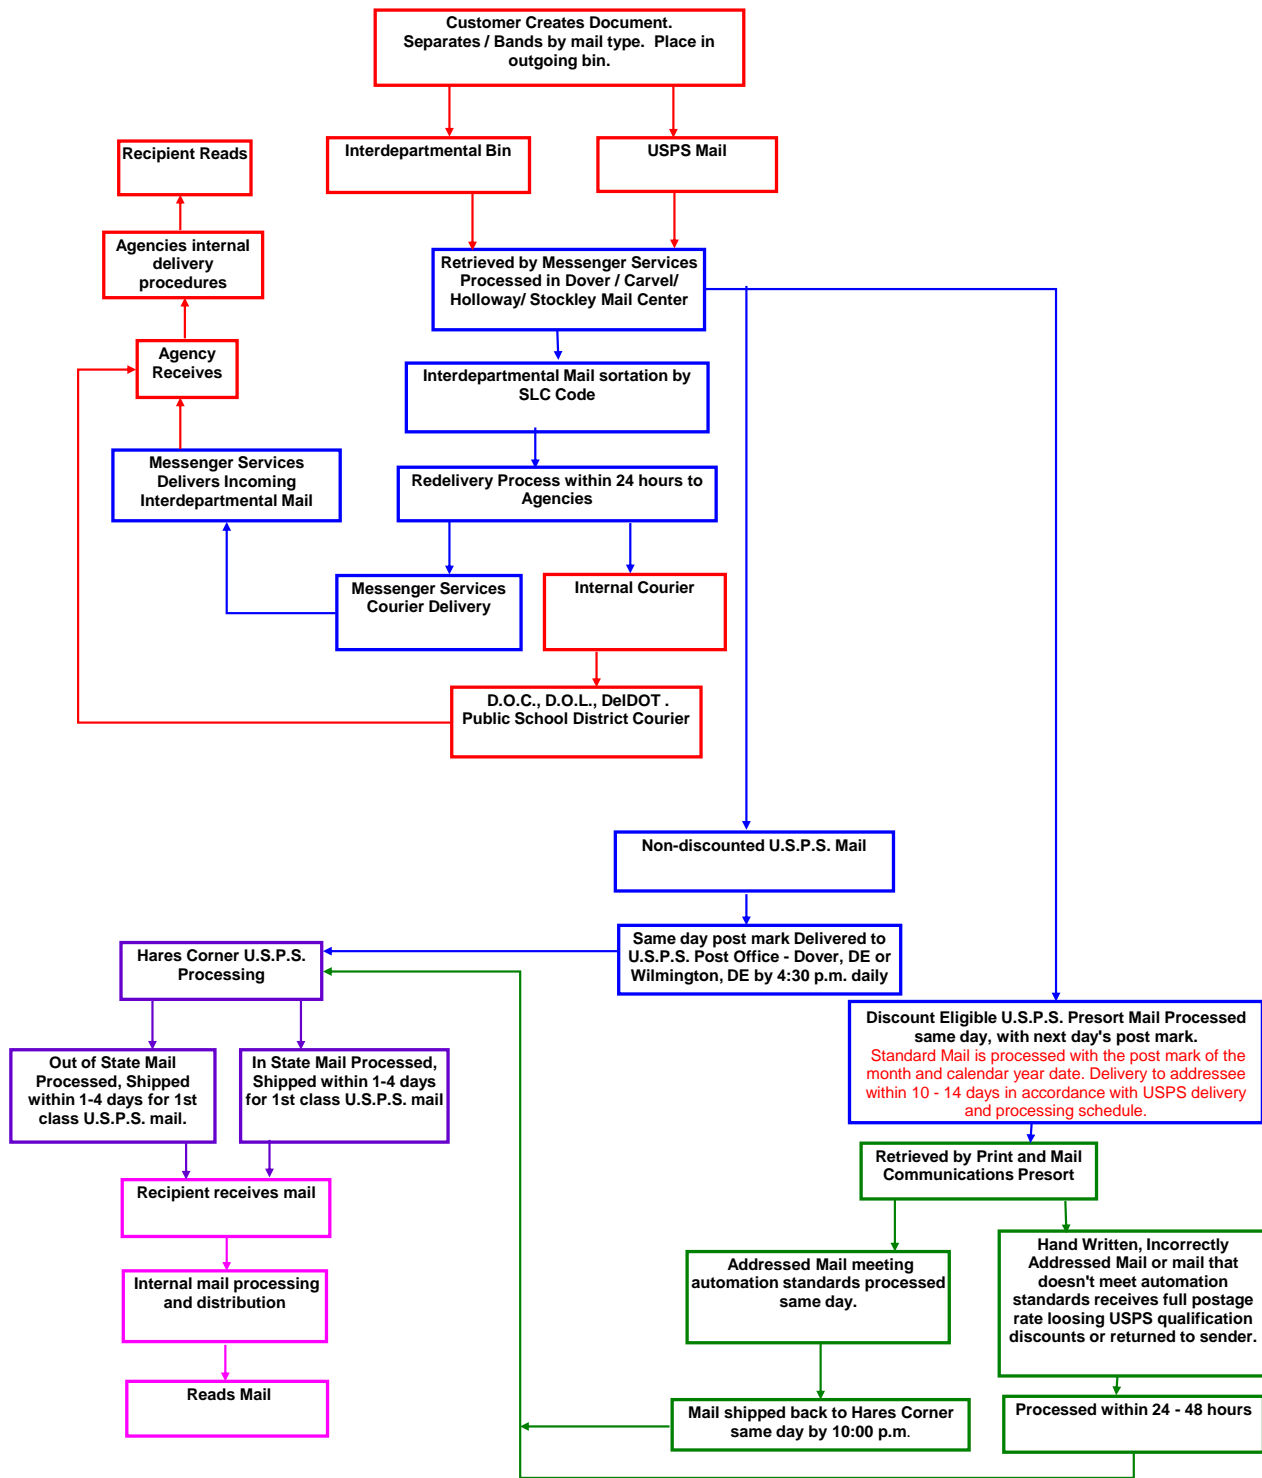 Customer Creates Document.
Separates / Bands by mail type.  Place in
outgoing bin.
Interdepartmental Bin
USPS Mail
Recipient Reads
Agencies internal
delivery
procedures
Retrieved by Messenger Services
Processed in Dover / Carvel/
Holloway/ Stockley Mail Center
Agency
Receives
Interdepartmental Mail sortation by
SLC Code
Messenger Services
Delivers Incoming
Interdepartmental Mail
Redelivery Process within 24 hours to
Agencies
Messenger Services
Courier Delivery
Internal Courier
D.O.C., D.O.L., DelDOT .
Public School District Courier
Non-discounted U.S.P.S. Mail
Same day post mark Delivered to
U.S.P.S. Post Office - Dover, DE or
Wilmington, DE by 4:30 p.m. daily
Hares Corner U.S.P.S.
Processing
Discount Eligible U.S.P.S. Presort Mail Processed
same day, with next day's post mark.
Standard Mail is processed with the post mark of the
month and calendar year date. Delivery to addressee
within 10 - 14 days in accordance with USPS delivery
and processing schedule.
Out of State Mail
Processed, Shipped
within 1-4 days for 1st
class U.S.P.S. mail.
In State Mail Processed,
Shipped within 1-4 days
for 1st class U.S.P.S. mail
Retrieved by Print and Mail
Communications Presort
Recipient receives mail
Addressed Mail meeting
automation standards processed
same day.
Hand Written, Incorrectly
Addressed Mail or mail that
doesn't meet automation
standards receives full postage
rate loosing USPS qualification
discounts or returned to sender.
Internal mail processing
and distribution
Reads Mail
Mail shipped back to Hares Corner
same day by 10:00 p.m.
Processed within 24 - 48 hours